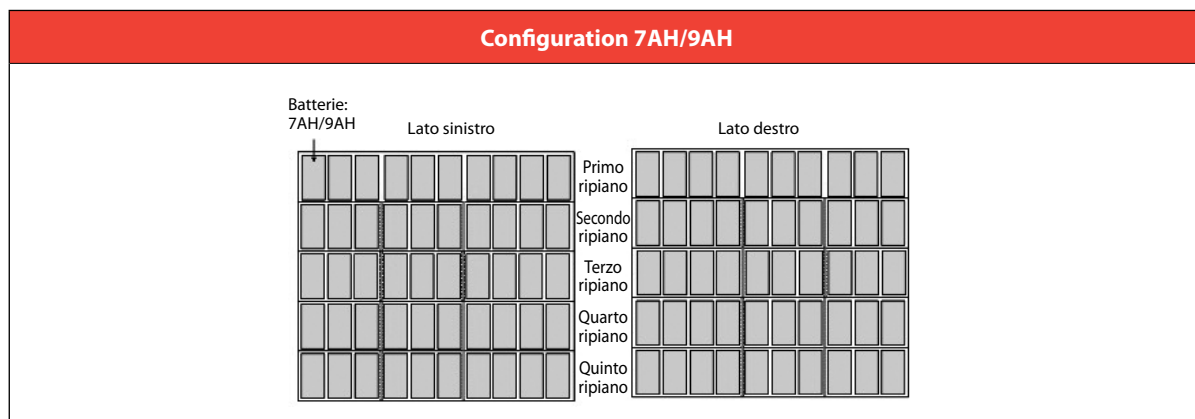 Configuration 7AH/9AH
Batterie:
7AH/9AH
Lato sinistro
Lato destro
Primo
ripiano
Secondo
ripiano
Terzo
ripiano
Quarto
ripiano
Quinto
ripiano